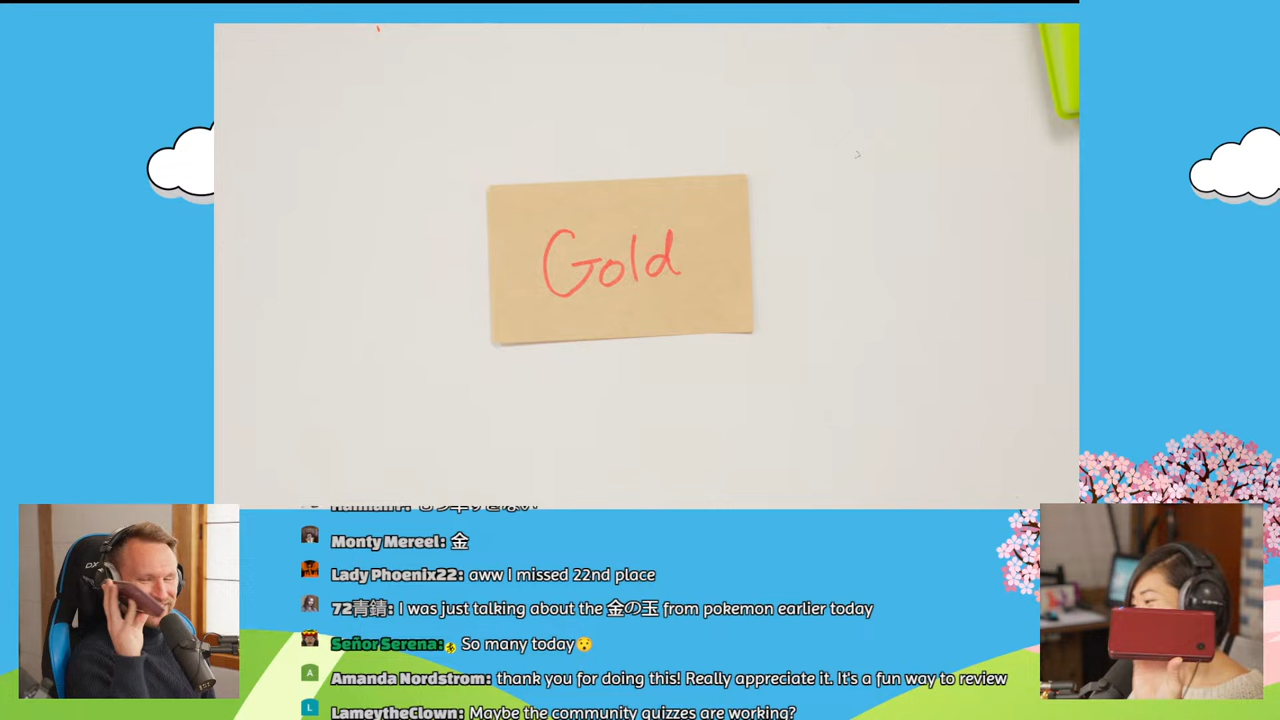 Gold
Monty Mereel: 金
Lady Phoenix22: aww I missed 22nd place
72青錆: I was just talking about the 金の玉 from pokemon earlier today
Señor Serena: So many today😯
A
Amanda Nordstrom: thank you for doing this! Really appreciate it. It's a fun way to review
L
LameytheClown: Maybe the community quizzes are working?